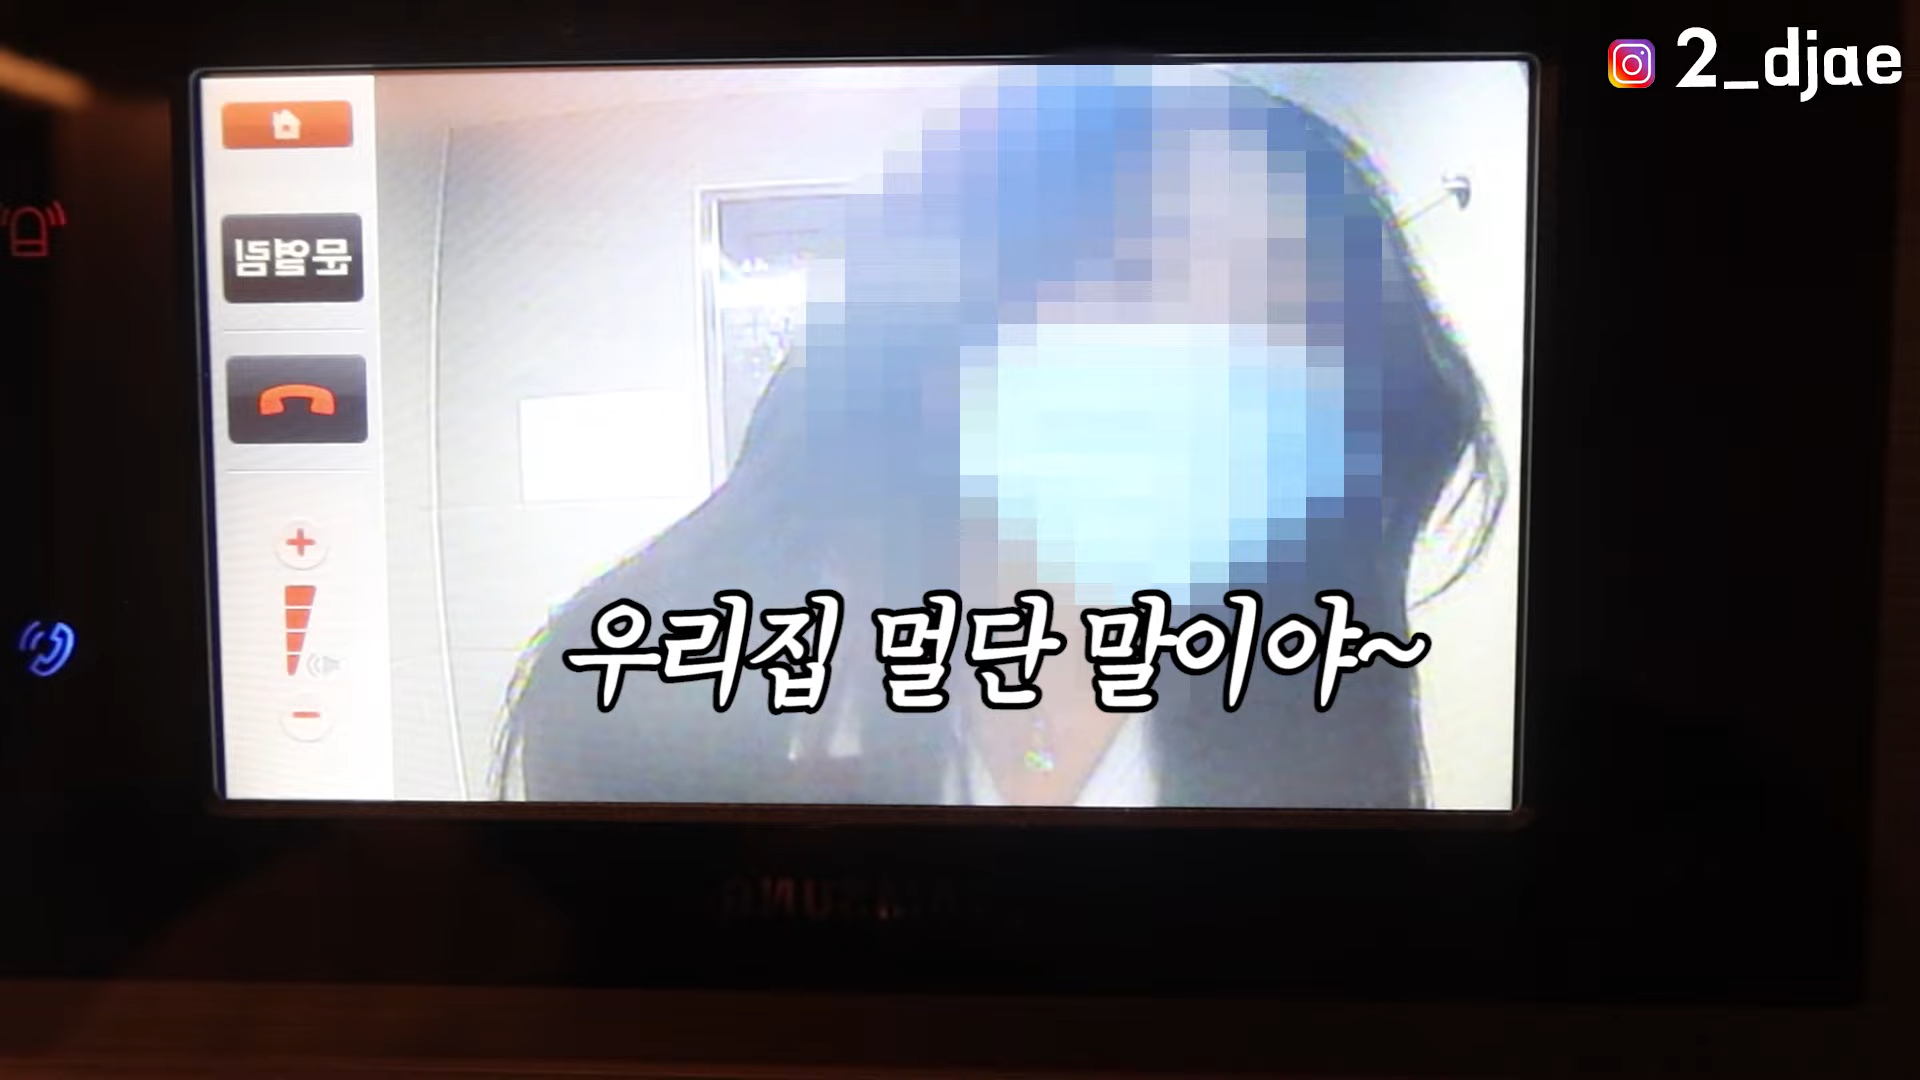 2_djae
문열림
우리집 멀단 말이야~